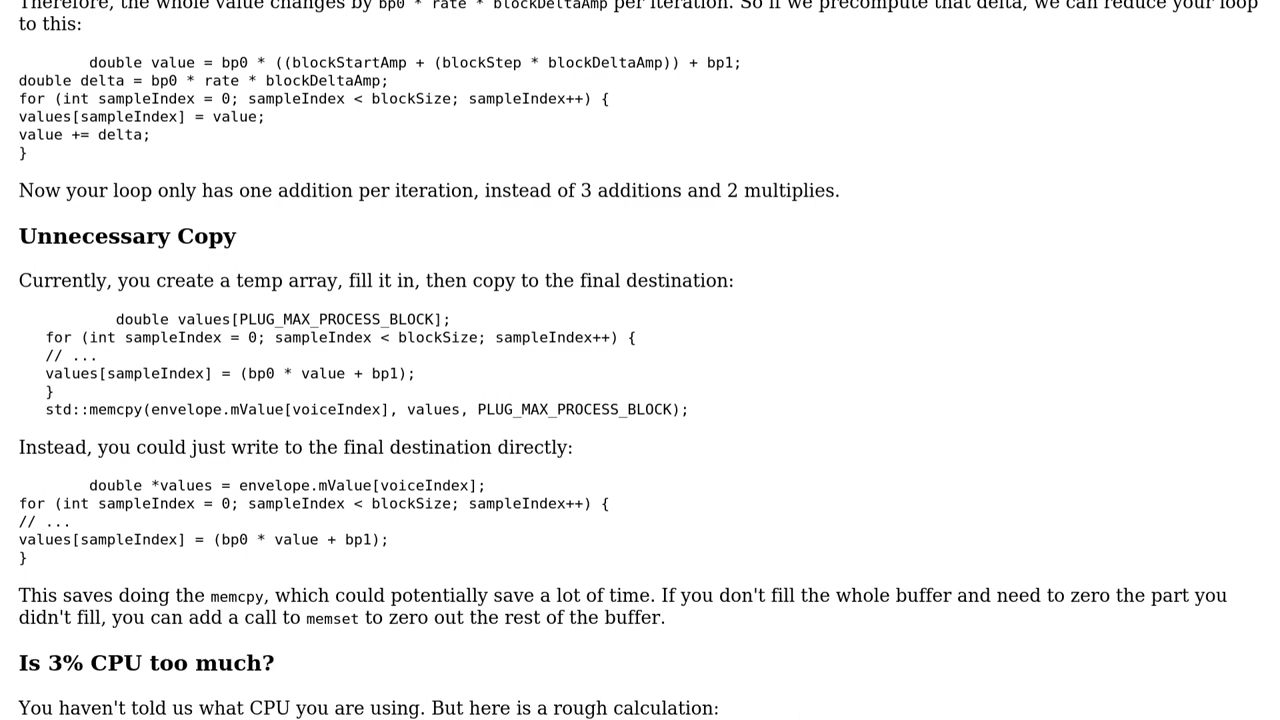 Therefore, the whole value changes by bp0 * rate * blockDeltaAmp per iteration. So if we precompute that delta, we can reduce your loop
to this:
double value = bp0 * ((blockStartAmp + (blockStep * blockDeltaAmp)) + bp1;
double delta = bp0 * rate * blockDeltaAmp;
for (int sampleIndex = 0; sampleIndex < blockSize; sampleIndex++) {
values[sampleIndex] = value;
value += delta;
}
Now your loop only has one addition per iteration, instead of 3 additions and 2 multiplies.
Unnecessary Copy
Currently, you create a temp array, fill it in, then copy to the final destination:
double values[PLUG_MAX_PROCESS_BLOCK];
for (int sampleIndex = 0; sampleIndex < blockSize; sampleIndex++) {
// ...
values[sampleIndex] = (bp0 * value + bp1);
}
std::memcpy(envelope.mValue[voiceIndex], values, PLUG_MAX_PROCESS_BLOCK);
Instead, you could just write to the final destination directly:
double *values = envelope.mValue[voiceIndex];
for (int sampleIndex = 0; sampleIndex < blockSize; sampleIndex++) {
// ...
values[sampleIndex] = (bp0 * value + bp1);
}
This saves doing the memcpy, which could potentially save a lot of time. If you don't fill the whole buffer and need to zero the part you
didn't fill, you can add a call to memset to zero out the rest of the buffer.
Is 3% CPU too much?
You haven't told us what CPU you are using. But here is a rough calculation: